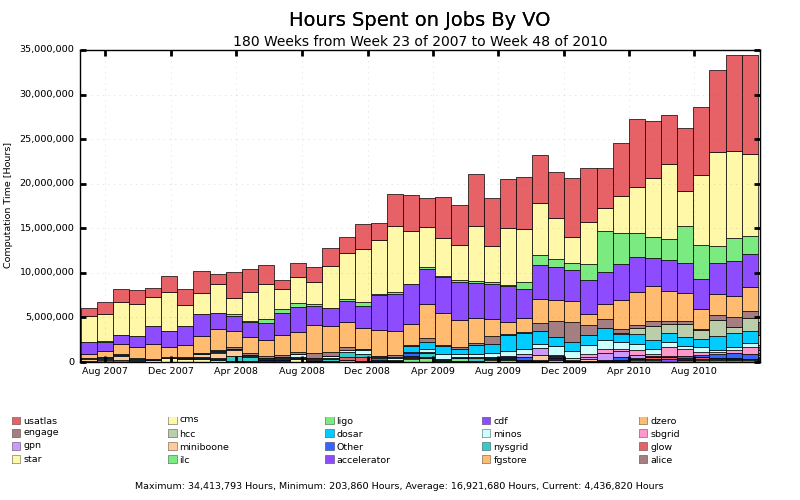 Hours Spent on Jobs By VO
180 Weeks from Week 23 of 2007 to Week 48 of 2010
Computation Time [Hours]
35,000,000
30,000,000
25,000,000
20,000,000
15,000,000
10,000,000
5,000,000
0
Aug 2007 Dec 2007 Apr 2008 Aug 2008 Dec 2008 Apr 2009 Aug 2009 Dec 2009 Apr 2010 Aug 2010
usatlas cms ligo cdf dzero
engage hcc dosar minos sbgrid
gpn miniboone Other nysgrid glow
star ilc accelerator fgstore alice
Maximum: 34,413,793 Hours, Minimum: 203,860 Hours, Average: 16,921,680 Hours, Current: 4,436,820 Hours